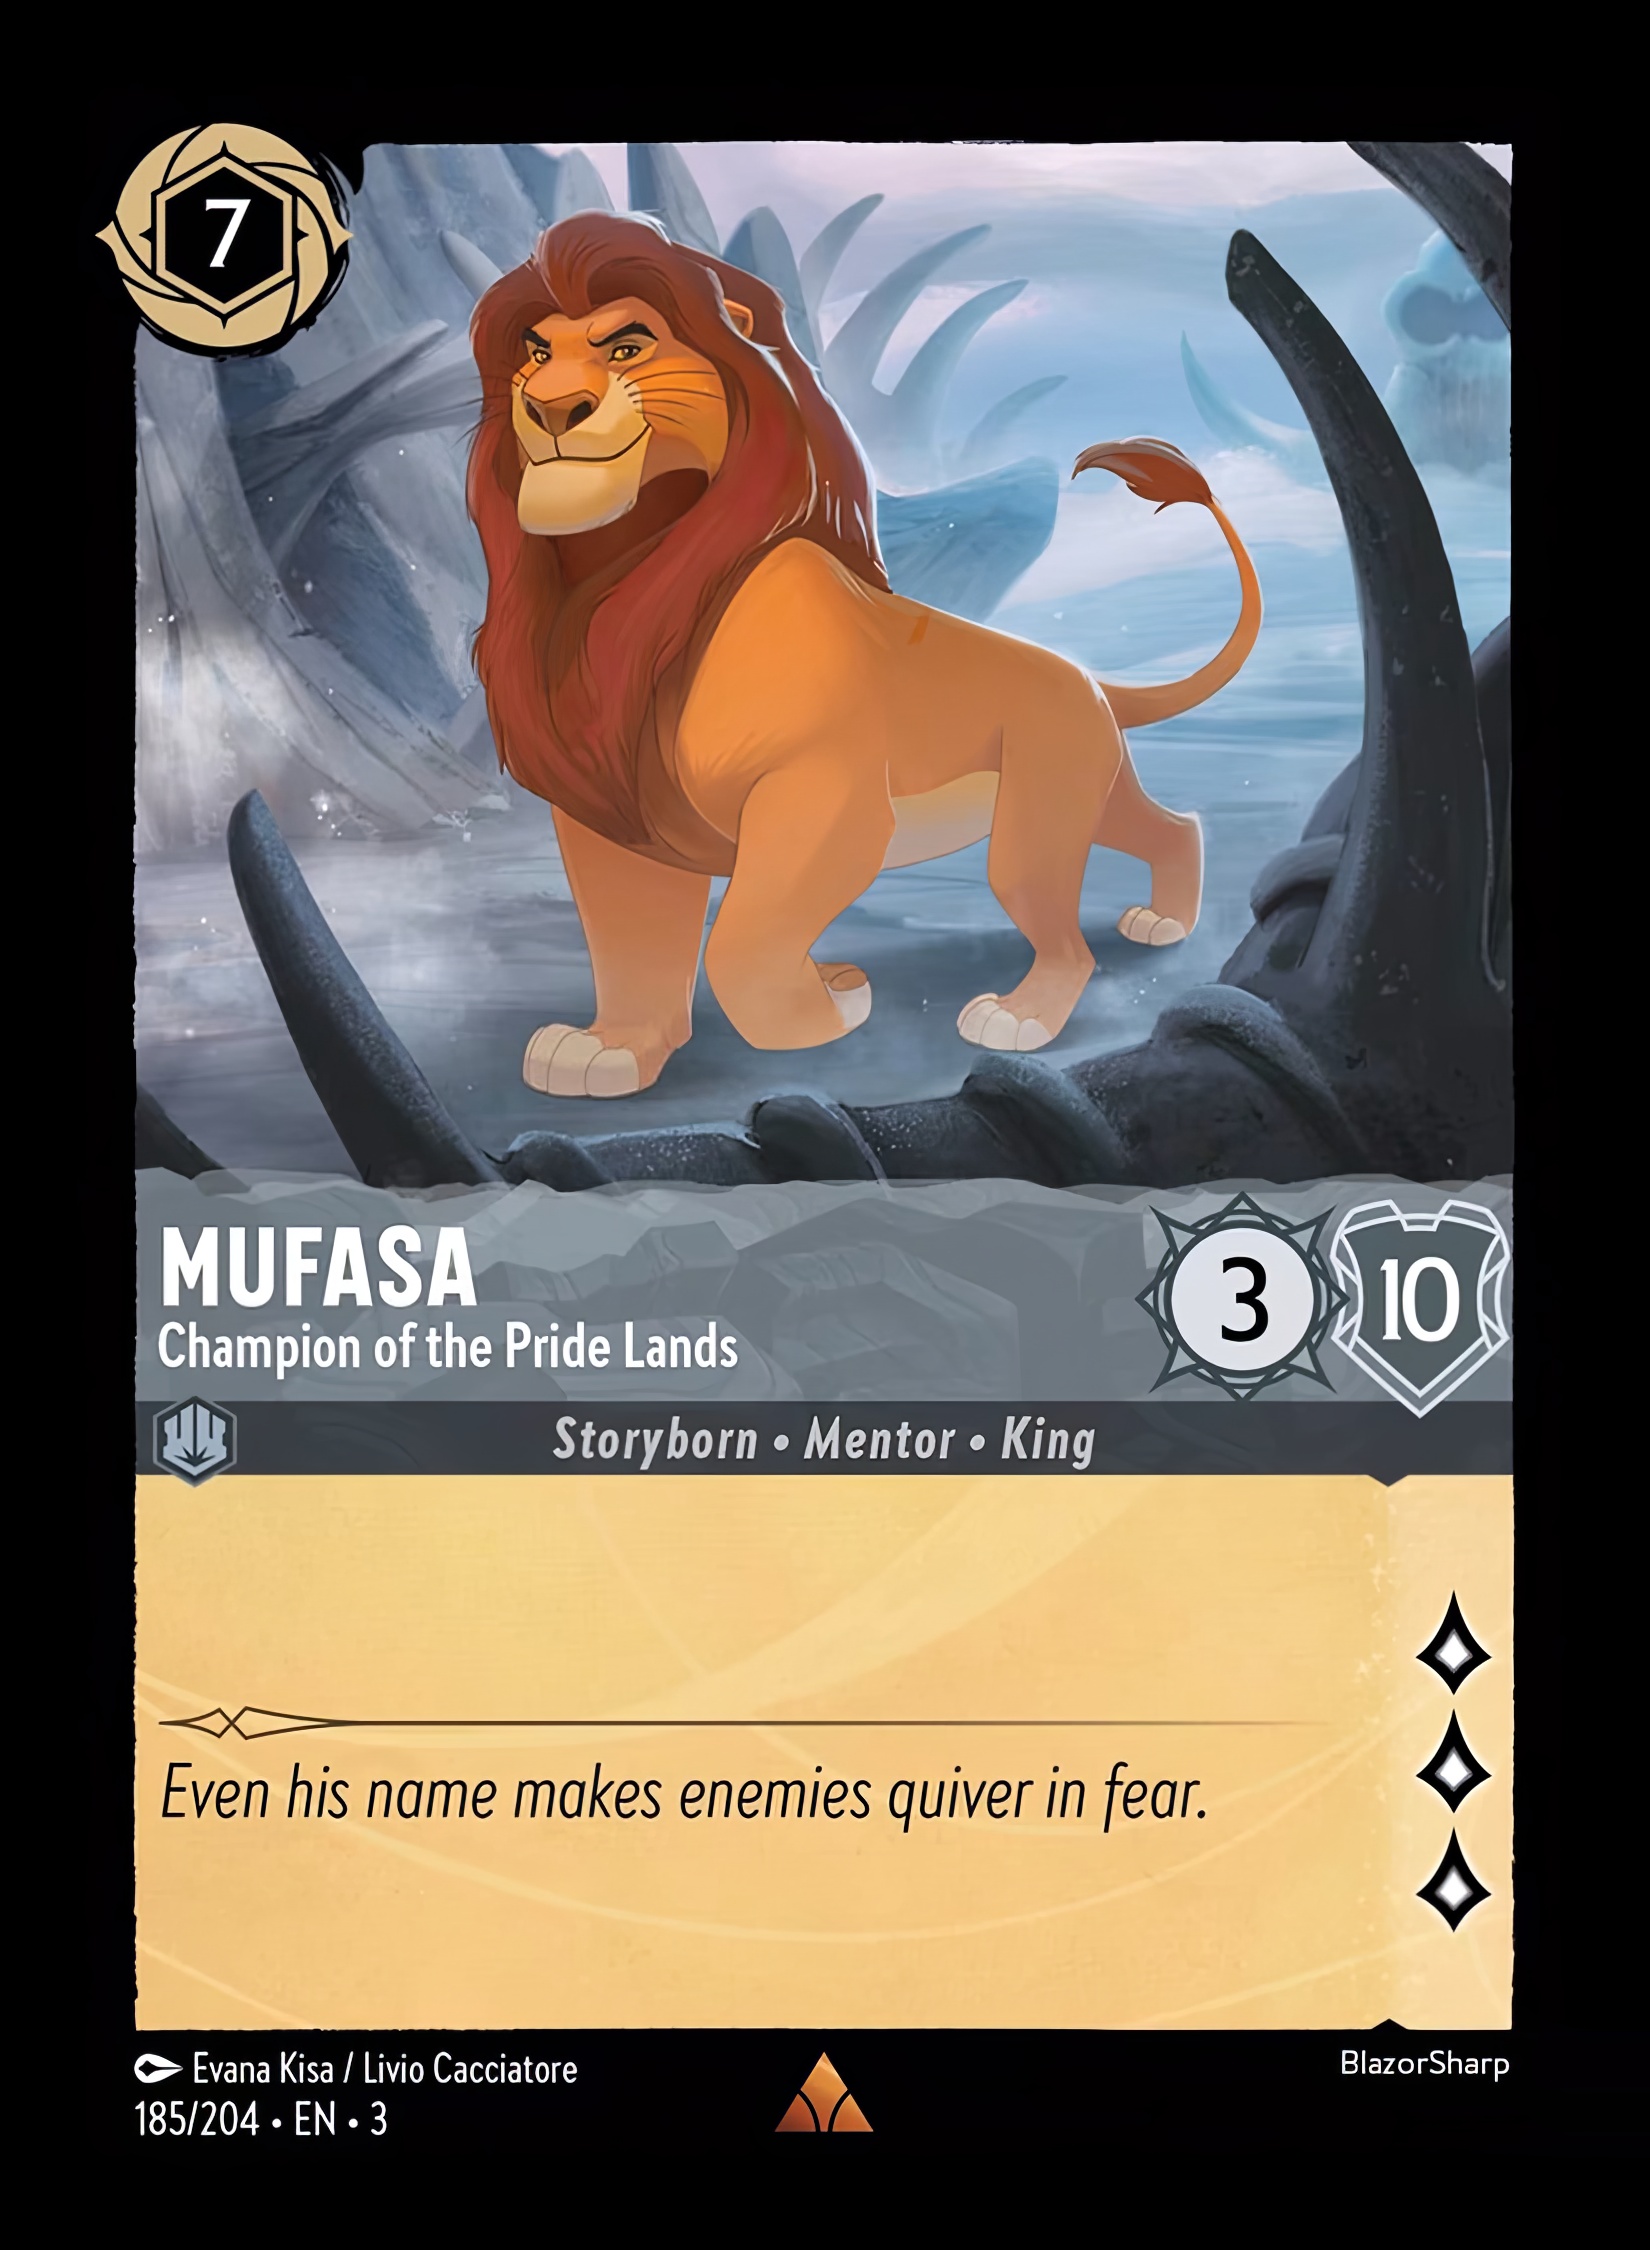 7
MUFASA
Champion of the Pride Lands
3
10
Storyborn • Mentor • King
Even his name makes enemies quiver in fear.
Evana Kisa / Livio Cacciatore
185/204 • EN • 3
BlazorSharp